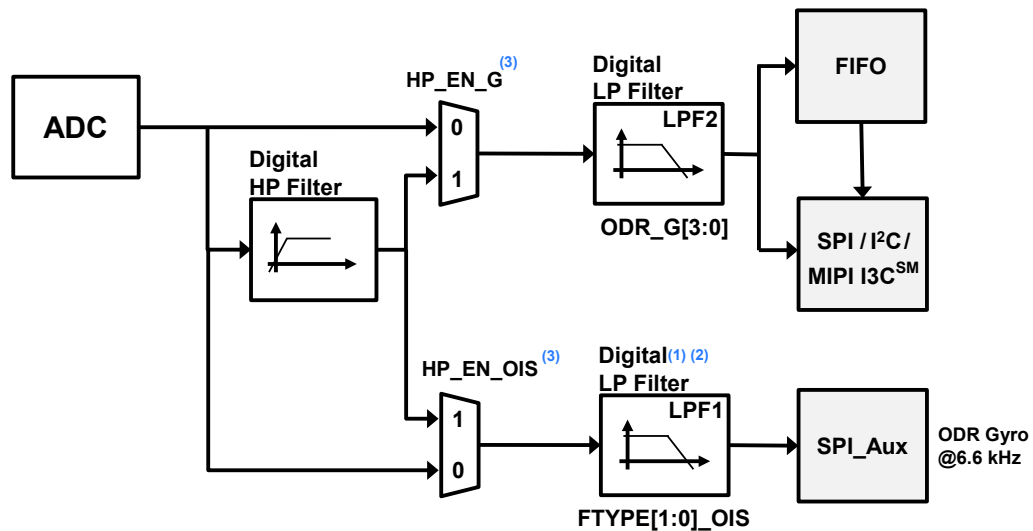 ADC
HP_EN_G (3)
0
1
Digital
HP Filter
Digital
LP Filter
LPF2
ODR_G[3:0]
FIFO
SPI / I²C/
MIPI I3C^SM
HP_EN_OIS (3)
1
0
Digital(1) (2)
LP Filter
LPF1
FTYPE[1:0]_OIS
SPI_Aux
ODR Gyro
@6.6 kHz